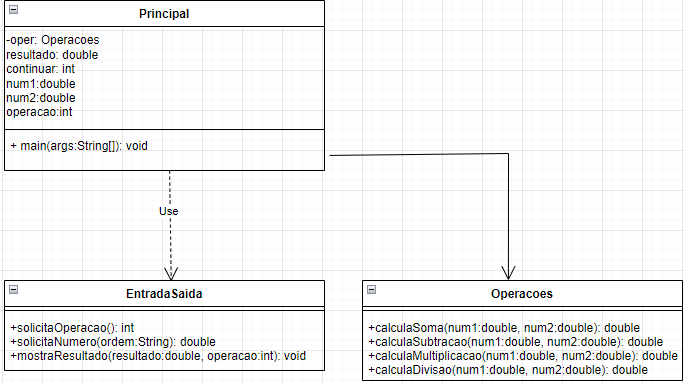 Principal
-oper: Operacoes
resultado: double
continuar: int
num1:double
num2:double
operacao:int
+ main(args:String[]): void
Use
EntradaSaida
+solicitaOperacao(): int
+solicitaNumero(ordem:String): double
+mostraResultado(resultado:double, operacao:int): void
Operacoes
+calculaSoma(num1:double, num2:double): double
+calculaSubtracao(num1:double, num2:double): double
+calculaMultiplicacao(num1:double, num2:double): double
+calculaDivisao(num1:double, num2:double): double